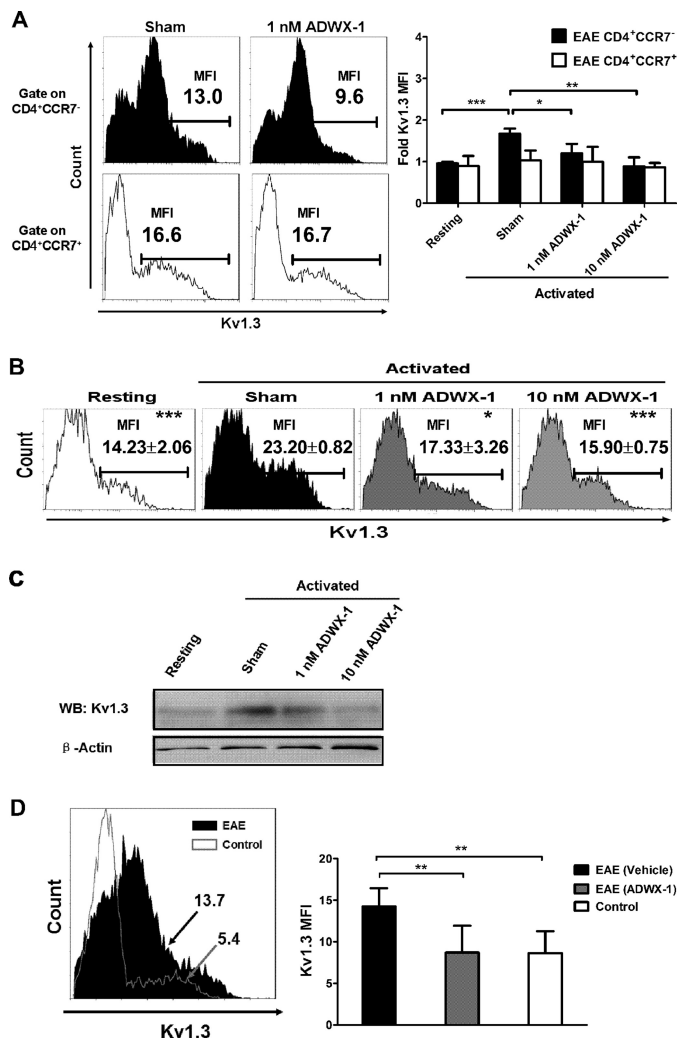 A
Sham
1 nM ADWX-1
Gate on
CD4+CCR7-
MFI
13.0
MFI
9.6
Gate on
CD4+CCR7+
MFI
16.6
MFI
16.7
Count
Kv1.3
EAE CD4+CCR7-
EAE CD4+CCR7+
Fold Kv1.3 MFI
4
3
2
1
0
***
*
**
Resting
Sham
1 nM ADWX-1
10 nM ADWX-1
Activated
B
Activated
Resting
Sham
1 nM ADWX-1
10 nM ADWX-1
Count
MFI
***
14.23±2.06
MFI
23.20±0.82
MFI
*
17.33±3.26
MFI
***
15.90±0.75
Kv1.3
C
Activated
Resting
Sham
1 nM ADWX-1
10 nM ADWX-1
WB: Kv1.3
β-Actin
D
EAE
Control
13.7
5.4
Count
Kv1.3
Kv1.3 MFI
20
15
10
5
0
**
**
EAE (Vehicle)
EAE (ADWX-1)
Control